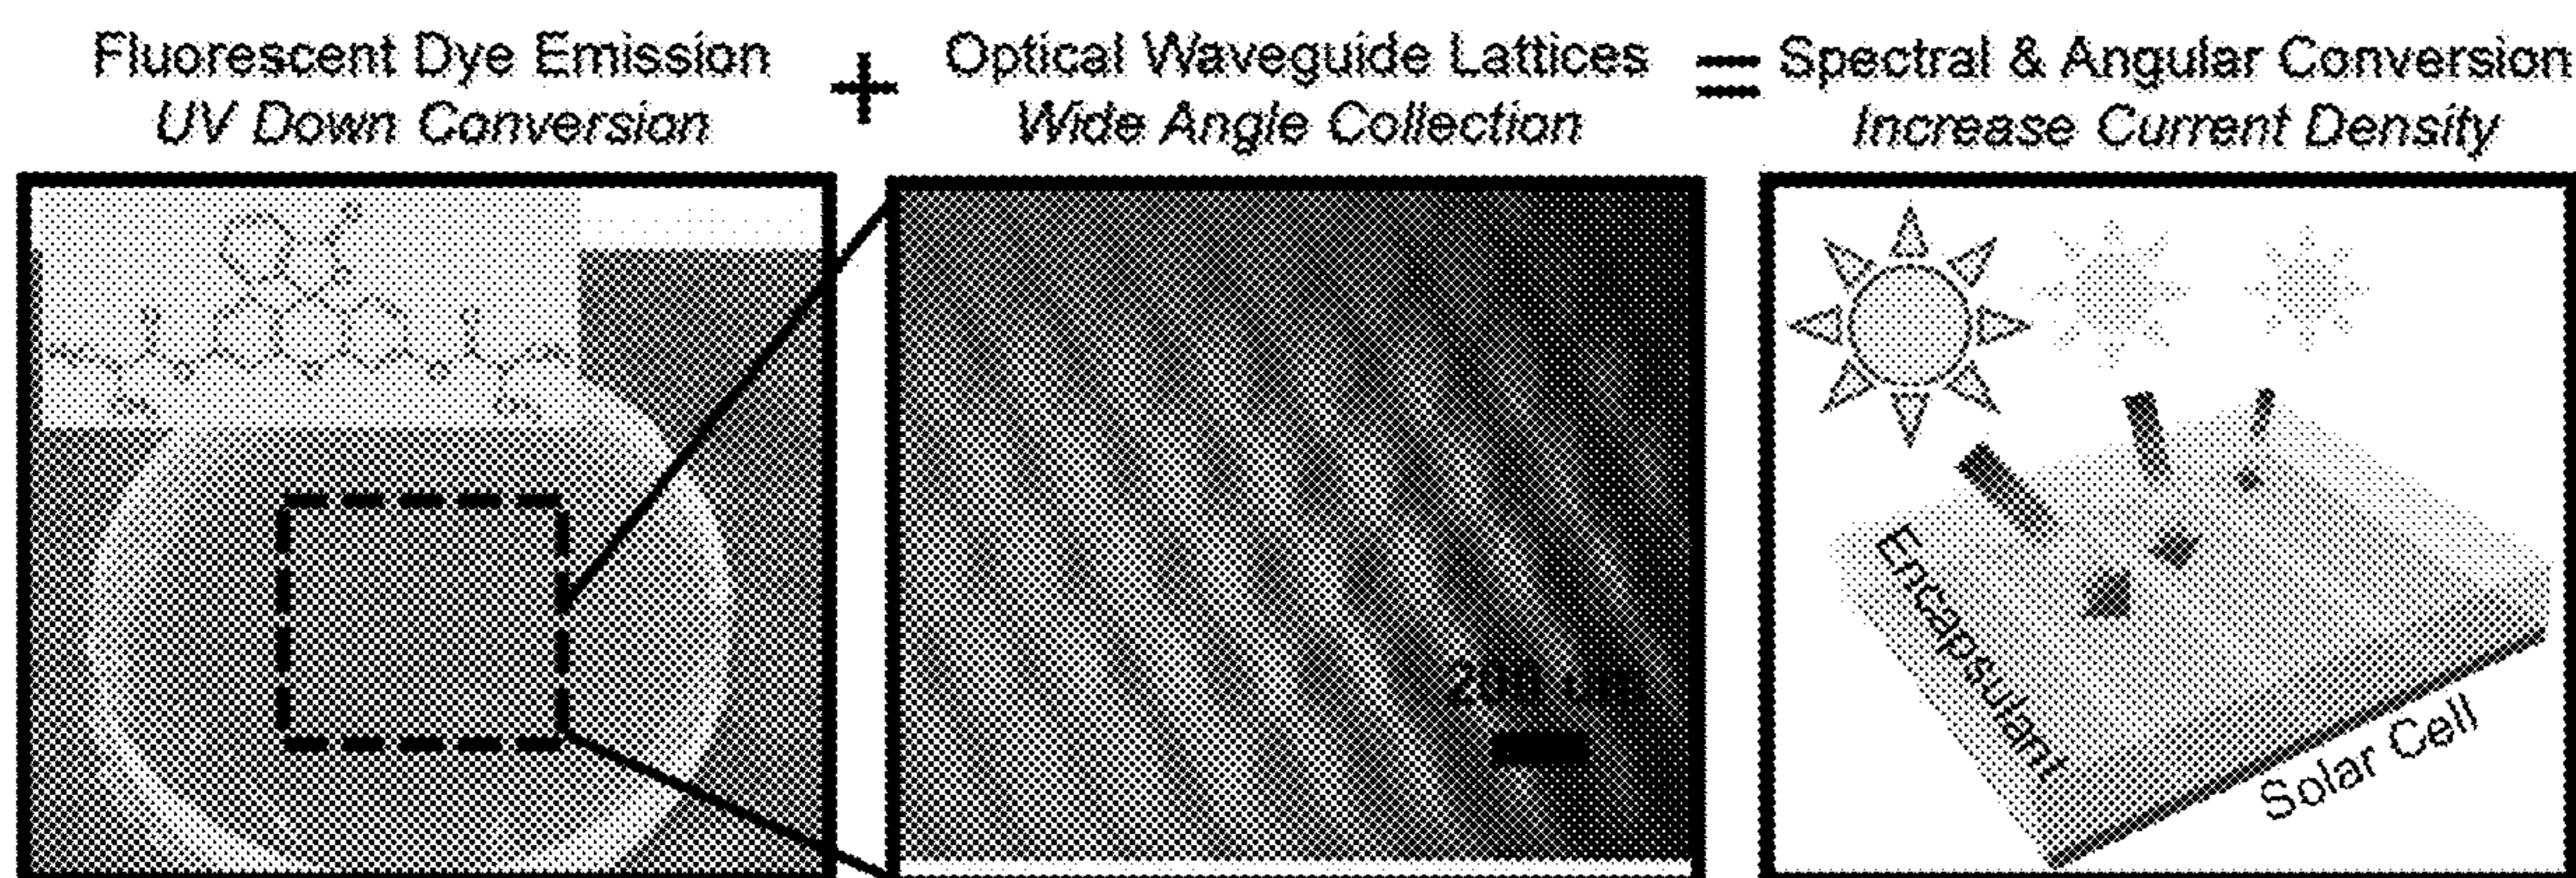 Fluorescent Dye Emission
UV Down Conversion
+
Optical Waveguide Lattices
Wide Angle Collection
=
Spectral & Angular Conversion
Increase Current Density
Encapsulant
Solar Cell